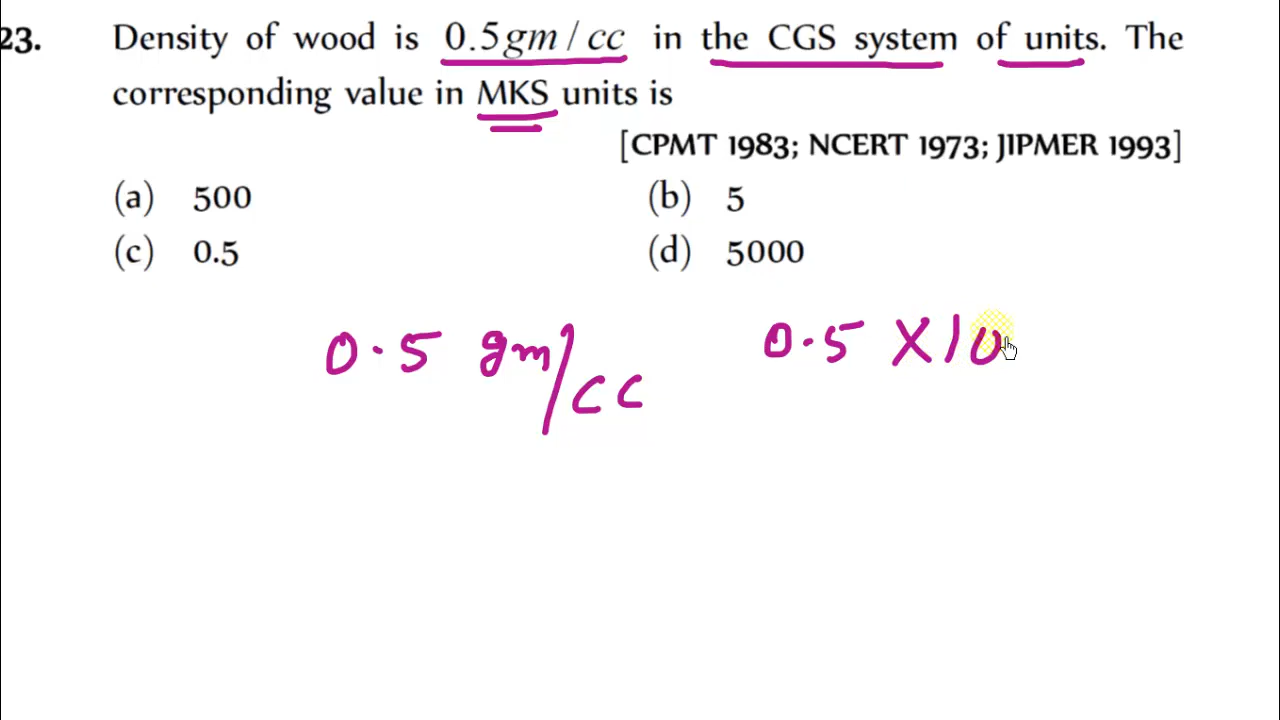 23. Density of wood is 0.5gm / cc in the CGS system of units. The
corresponding value in MKS units is
[CPMT 1983; NCERT 1973; JIPMER 1993]
(a) 500 (b) 5
(c) 0.5 (d) 5000
0.5 gm/cc 0.5 X 10